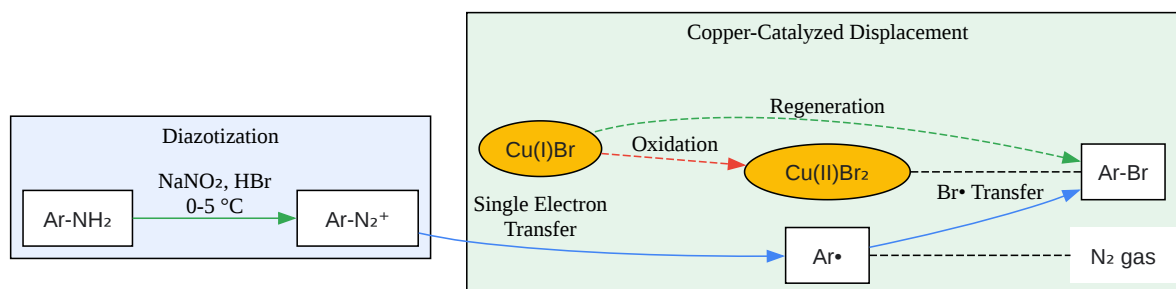 Copper-Catalyzed Displacement
Regeneration
Diazotization
Cu(I)Br
Oxidation
Cu(II)Br₂
Ar-Br
NaNO₂, HBr
0-5 °C
Br• Transfer
Ar-NH₂
Ar-N₂⁺
Single Electron
Transfer
Ar•
N₂ gas